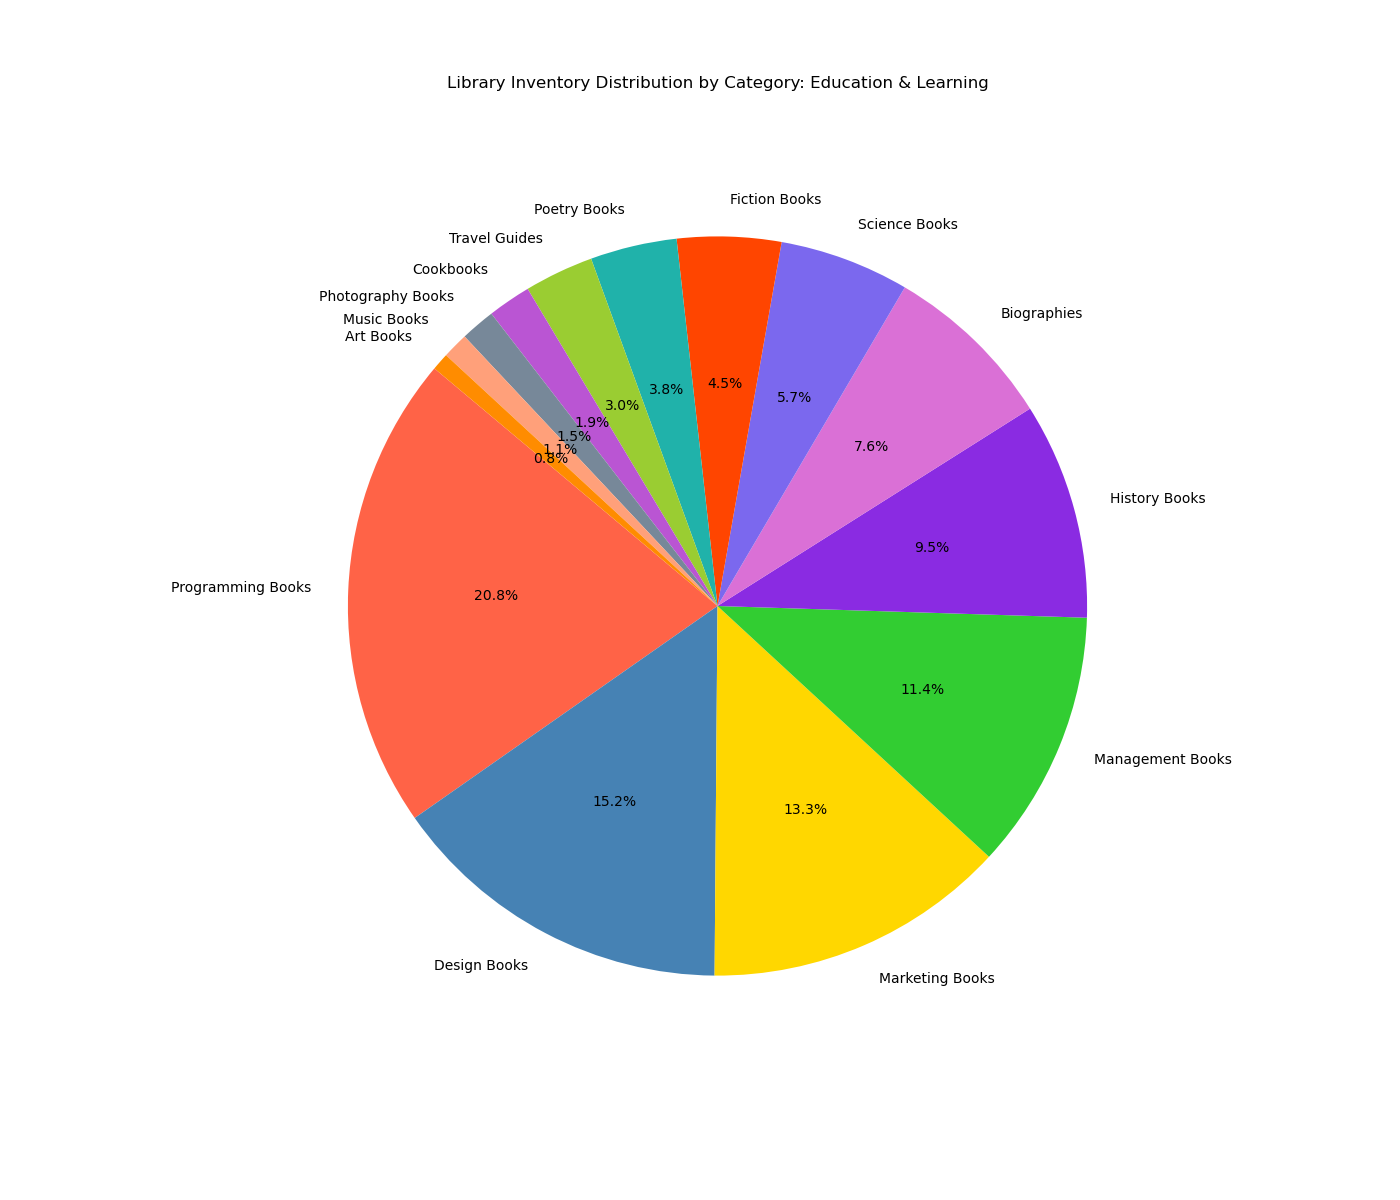 Library Inventory Distribution by Category: Education & Learning
Fiction Books
Poetry Books
Science Books
Travel Guides
Cookbooks
Photography Books
Biographies
Music Books
Art Books
4.5%
3.8%
5.7%
3.0%
1.9%
1.5%
7.6%
1.1%
0.8%
History Books
9.5%
Programming Books
20.8%
11.4%
Management Books
15.2%
13.3%
Design Books
Marketing Books